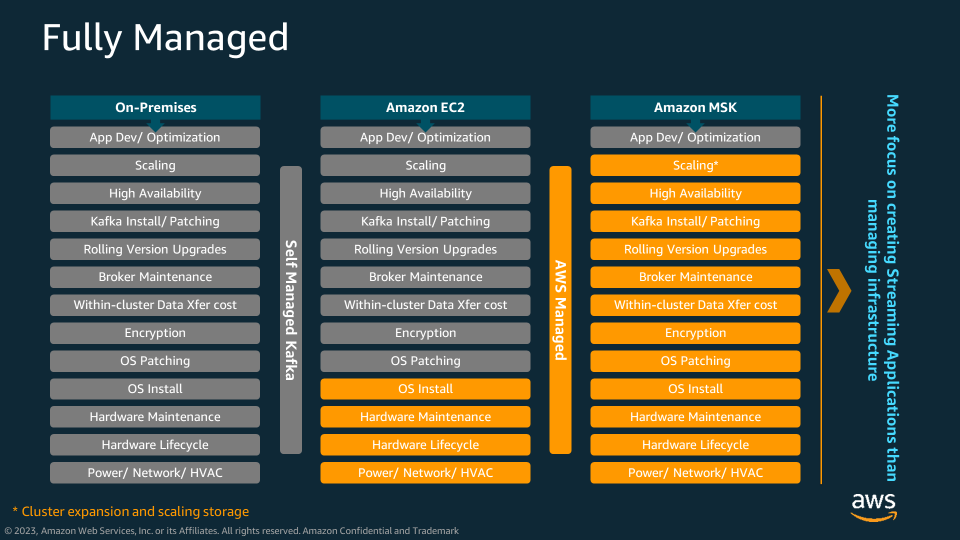 Fully Managed
On-Premises
App Dev/ Optimization
Scaling
High Availability
Kafka Install/ Patching
Rolling Version Upgrades
Broker Maintenance
Within-cluster Data Xfer cost
Encryption
OS Patching
OS Install
Hardware Maintenance
Hardware Lifecycle
Power/ Network/ HVAC
Self Managed Kafka
Amazon EC2
App Dev/ Optimization
Scaling
High Availability
Kafka Install/ Patching
Rolling Version Upgrades
Broker Maintenance
Within-cluster Data Xfer cost
Encryption
OS Patching
OS Install
Hardware Maintenance
Hardware Lifecycle
Power/ Network/ HVAC
AWS Managed
Amazon MSK
App Dev/ Optimization
Scaling*
High Availability
Kafka Install/ Patching
Rolling Version Upgrades
Broker Maintenance
Within-cluster Data Xfer cost
Encryption
OS Patching
OS Install
Hardware Maintenance
Hardware Lifecycle
Power/ Network/ HVAC
More focus on creating Streaming Applications than
managing infrastructure
* Cluster expansion and scaling storage
aws
© 2023, Amazon Web Services, Inc. or its Affiliates. All rights reserved. Amazon Confidential and Trademark